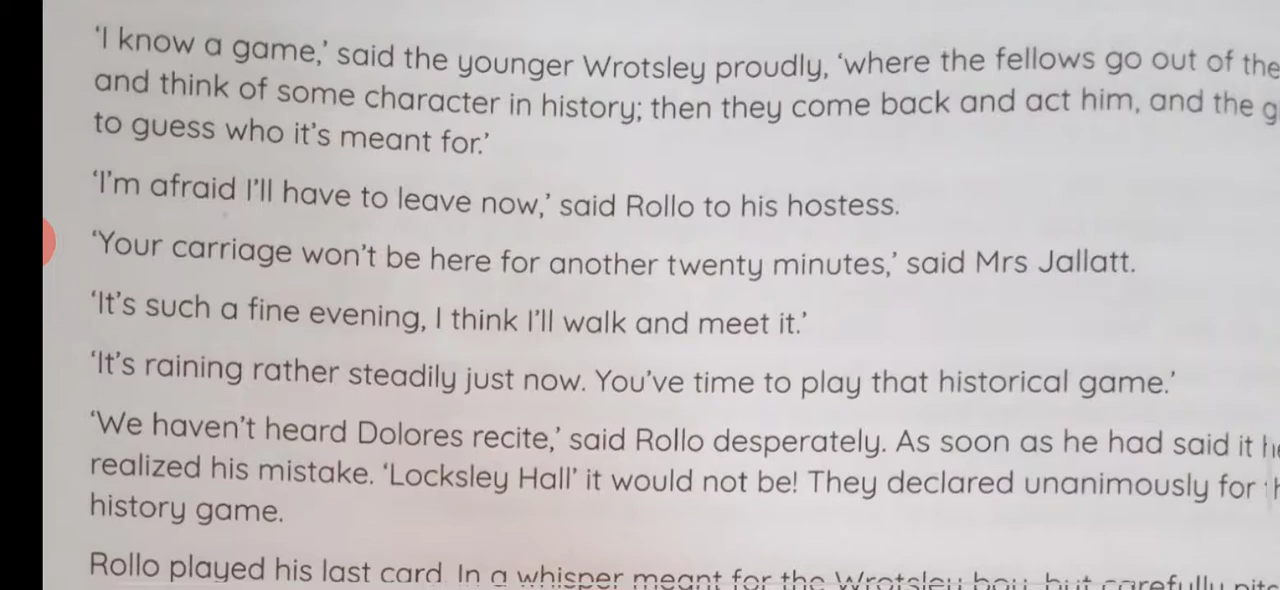 ‘I know a game,’ said the younger Wrotsley proudly, ‘where the fellows go out of the
and think of some character in history; then they come back and act him, and the
to guess who it’s meant for.’
‘I’m afraid I’ll have to leave now,’ said Rollo to his hostess.
‘Your carriage won’t be here for another twenty minutes,’ said Mrs Jallatt.
‘It’s such a fine evening, I think I’ll walk and meet it.’
‘It’s raining rather steadily just now. You’ve time to play that historical game.’
‘We haven’t heard Dolores recite,’ said Rollo desperately. As soon as he had said it
realized his mistake. ‘Locksley Hall’ it would not be! They declared unanimously for
history game.
Rollo played his last card. In a whisper meant for the Wrotsley boy, but carefully